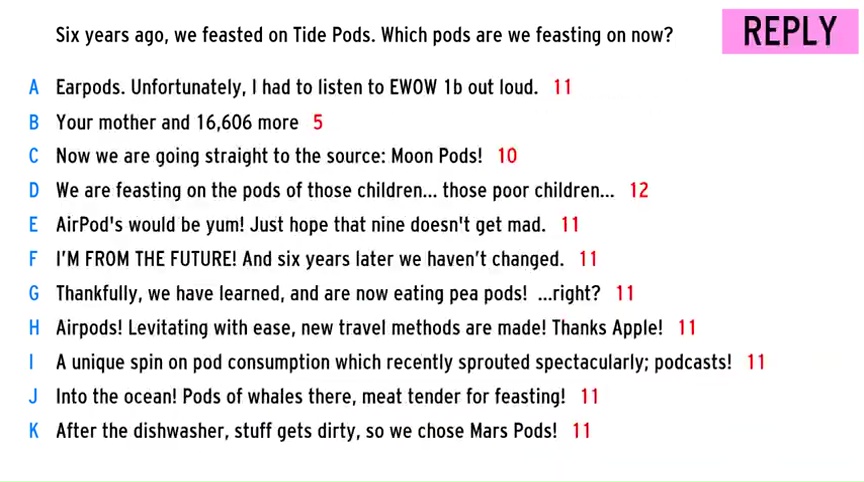 Six years ago, we feasted on Tide Pods. Which pods are we feasting on now?
REPLY
A Earpods. Unfortunately, I had to listen to EWOW 1b out loud. 11
B Your mother and 16,606 more 5
C Now we are going straight to the source: Moon Pods! 10
D We are feasting on the pods of those children... those poor children... 12
E AirPod's would be yum! Just hope that nine doesn't get mad. 11
F I'M FROM THE FUTURE! And six years later we haven't changed. 11
G Thankfully, we have learned, and are now eating pea pods! ...right? 11
H Airpods! Levitating with ease, new travel methods are made! Thanks Apple! 11
I A unique spin on pod consumption which recently sprouted spectacularly; podcasts! 11
J Into the ocean! Pods of whales there, meat tender for feasting! 11
K After the dishwasher, stuff gets dirty, so we chose Mars Pods! 11